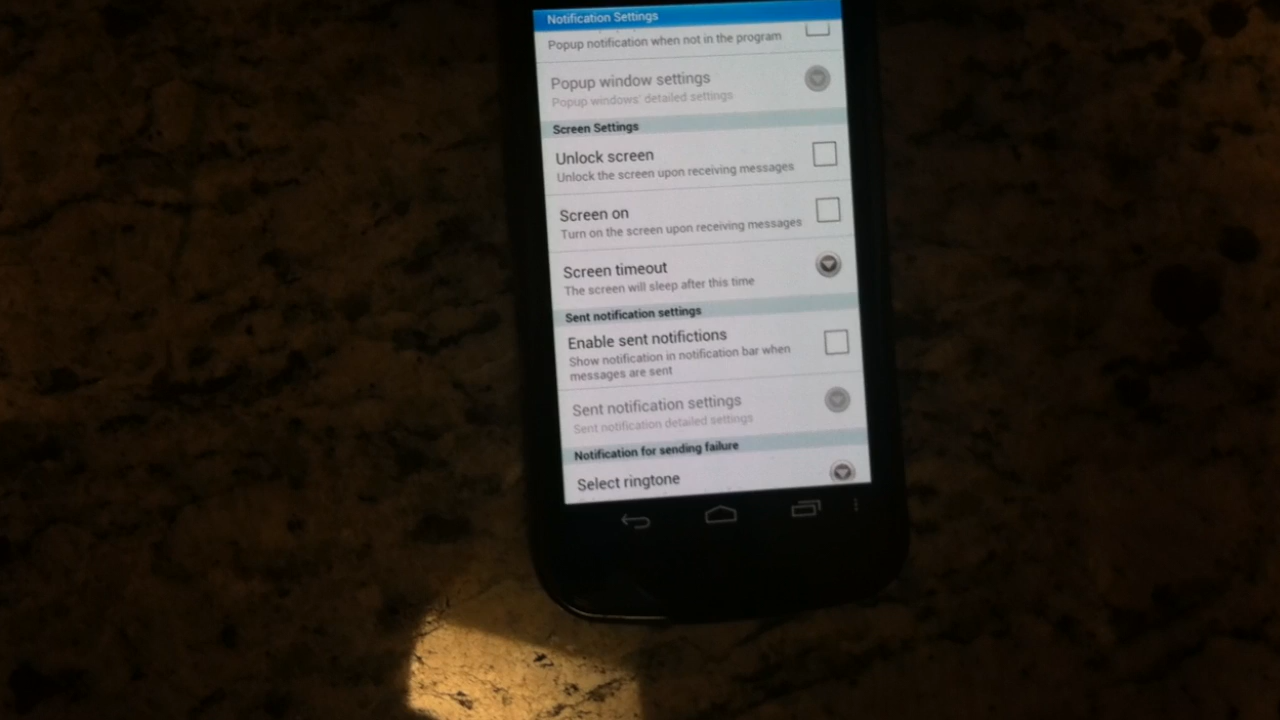 Notification Settings
Popup notification when not in the program
Popup window settings
Popup windows' detailed settings
Screen Settings
Unlock screen
Unlock the screen upon receiving messages
Screen on
Turn on the screen upon receiving messages
Screen timeout
The screen will sleep after this time
Sent notification settings
Enable sent notifictions
Show notification in notification bar when
messages are sent
Sent notification settings
Sent notification detailed settings
Notification for sending failure
Select ringtone